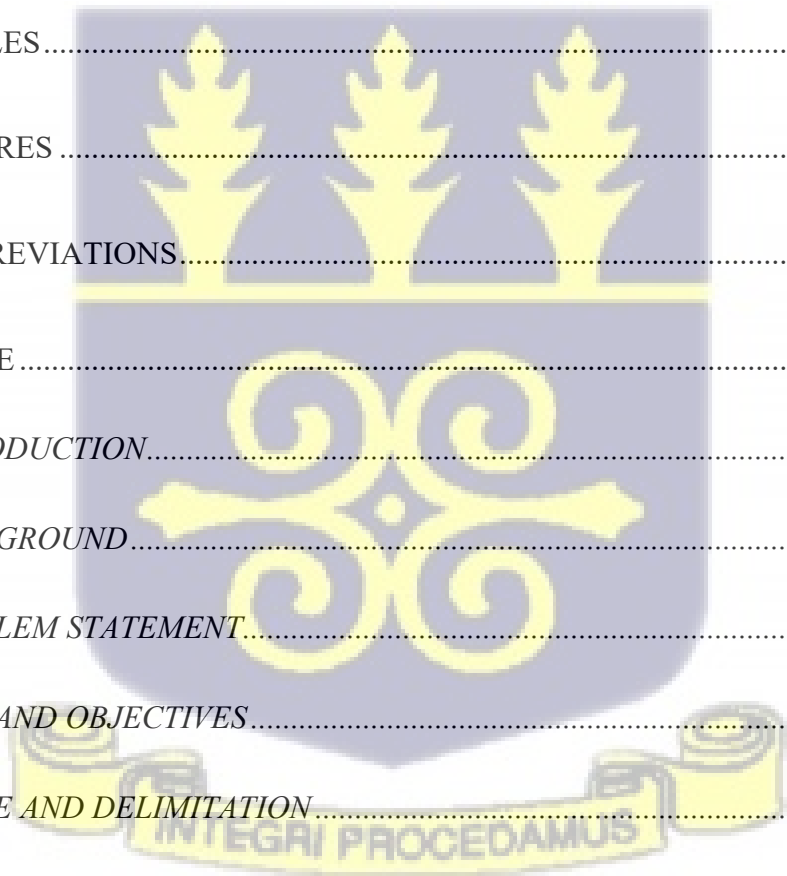 LES
RES
REVIATIONS
E
ODUCTION
GROUND
LEM STATEMENT
AND OBJECTIVES
E AND DELIMITATION
INTEGRI PROCEDAMUS